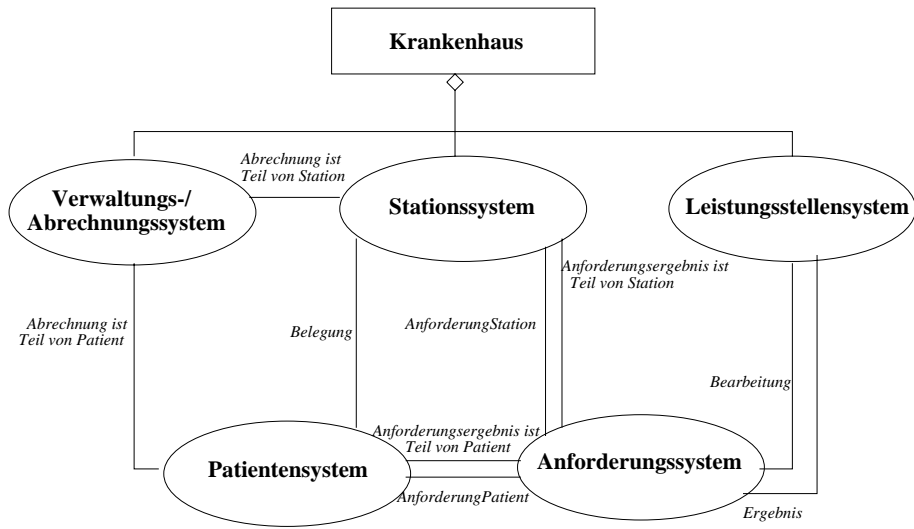 Krankenhaus
Abrechnung ist
Teil von Station
Verwaltungs-/
Abrechnungssystem
Stationssystem
Leistungsstellensystem
Anforderungsergebnis ist
Teil von Station
Abrechnung ist
Teil von Patient
Belegung
AnforderungStation
Bearbeitung
Anforderungsergebnis ist
Teil von Patient
Patientensystem
Anforderungssystem
AnforderungPatient
Ergebnis